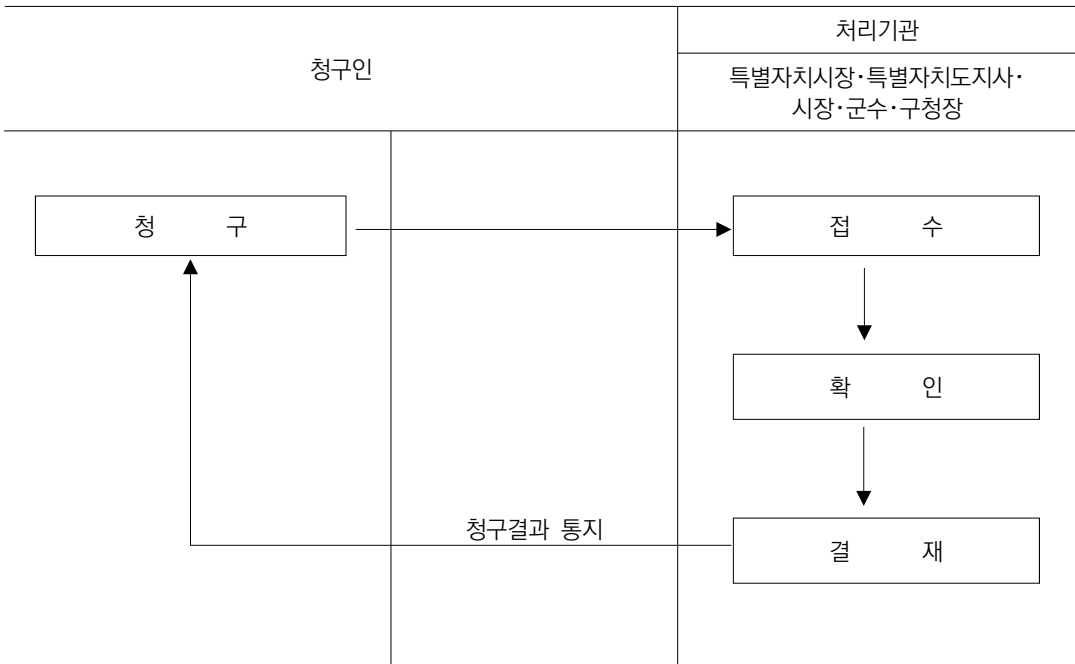 청구인
처리기관
특별자치시장·특별자치도지사·
시장·군수·구청장
청 구
접 수
확 인
청구결과 통지
결 재